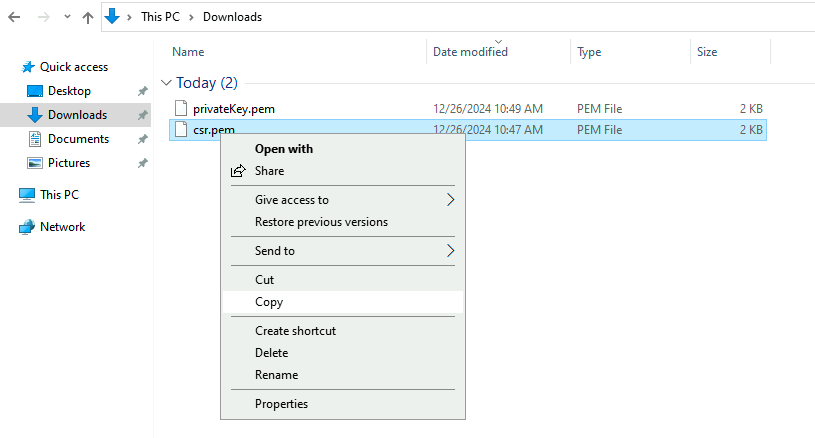 This PC
Downloads
Name
Date modified
Type
Size
Quick access
Desktop
Downloads
Documents
Pictures
This PC
Network
Today (2)
privateKey.pem 12/26/2024 10:49 AM PEM File 2 KB
csr.pem 12/26/2024 10:47 AM PEM File 2 KB
Open with
Share
Give access to
Restore previous versions
Send to
Cut
Copy
Create shortcut
Delete
Rename
Properties